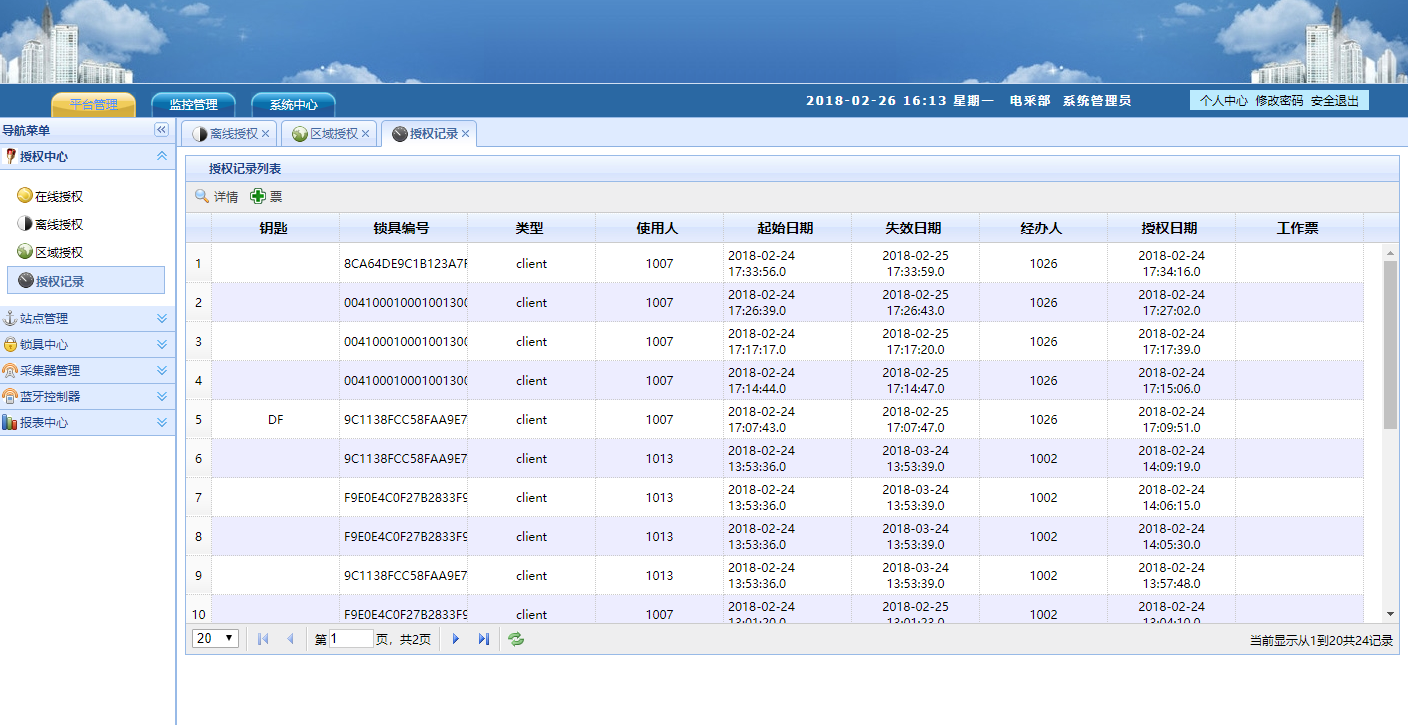 平台管理 监控管理 系统中心 2018-02-26 16:13 星期一 电采部 系统管理员 个人中心 修改密码 安全退出
导航菜单
授权中心
在线授权
离线授权
区域授权
授权记录
站点管理
锁具中心
采集器管理
蓝牙控制器
报表中心
离线授权 区域授权 授权记录
授权记录列表
详情 票
钥匙 锁具编号 类型 使用人 起始日期 失效日期 经办人 授权日期 工作票
1 8CA64DE9C1B123A7F client 1007 2018-02-24 17:33:56.0 2018-02-25 17:33:59.0 1026 2018-02-24 17:34:16.0
2 00410001000100130 client 1007 2018-02-24 17:26:39.0 2018-02-25 17:26:43.0 1026 2018-02-24 17:27:02.0
3 00410001000100130 client 1007 2018-02-24 17:17:17.0 2018-02-25 17:17:20.0 1026 2018-02-24 17:17:39.0
4 00410001000100130 client 1007 2018-02-24 17:14:44.0 2018-02-25 17:14:47.0 1026 2018-02-24 17:15:06.0
5 DF 9C1138FCC58FAA9E7 client 1007 2018-02-24 17:07:43.0 2018-02-25 17:07:47.0 1026 2018-02-24 17:09:51.0
6 9C1138FCC58FAA9E7 client 1013 2018-02-24 13:53:36.0 2018-03-24 13:53:39.0 1002 2018-02-24 14:09:19.0
7 F9E0E4C0F27B2833F9 client 1013 2018-02-24 13:53:36.0 2018-03-24 13:53:39.0 1002 2018-02-24 14:06:15.0
8 F9E0E4C0F27B2833F9 client 1013 2018-02-24 13:53:36.0 2018-03-24 13:53:39.0 1002 2018-02-24 14:05:30.0
9 9C1138FCC58FAA9E7 client 1013 2018-02-24 13:53:36.0 2018-03-24 13:53:39.0 1002 2018-02-24 13:57:48.0
10 F9E0E4C0F27B2833F9 client 1007 2018-02-24 13:01:20.0 2018-02-25 13:01:23.0 1002 2018-02-24 13:04:10.0
20 第 1 页，共2页 当前显示从1到20共24记录